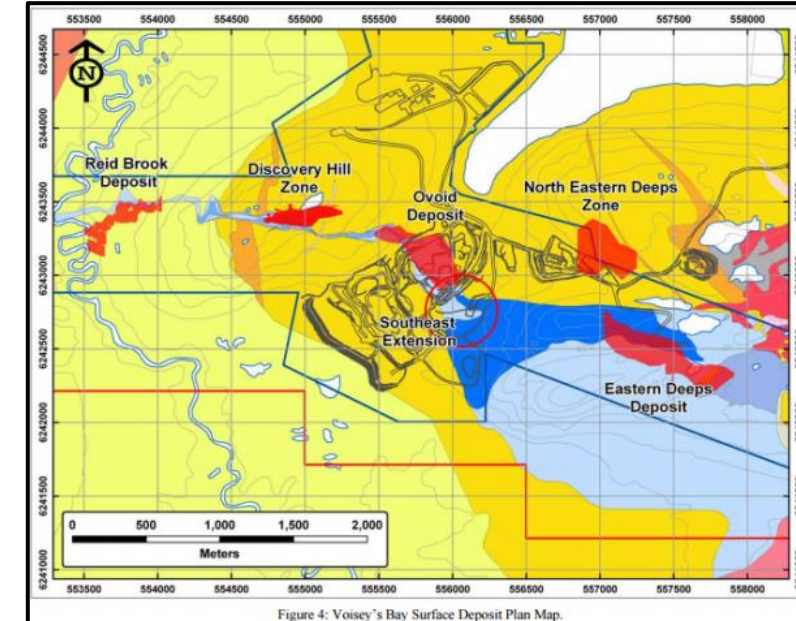 553500 554000 554500 555000 555500 556000 556500 557000 557500 558000
6244500
N
6244000
6243500
Reid Brook
Deposit
Discovery Hill
Zone
Ovoid
Deposit
North Eastern Deeps
Zone
6243000
Southeast
Extension
6242500
Eastern Deeps
Deposit
6242000
6241500
0 500 1,000 1,500 2,000
Meters
6241000
553500 554000 554500 555000 555500 556000 556500 557000 557500 558000
Figure 4: Voisey's Bay Surface Deposit Plan Map.